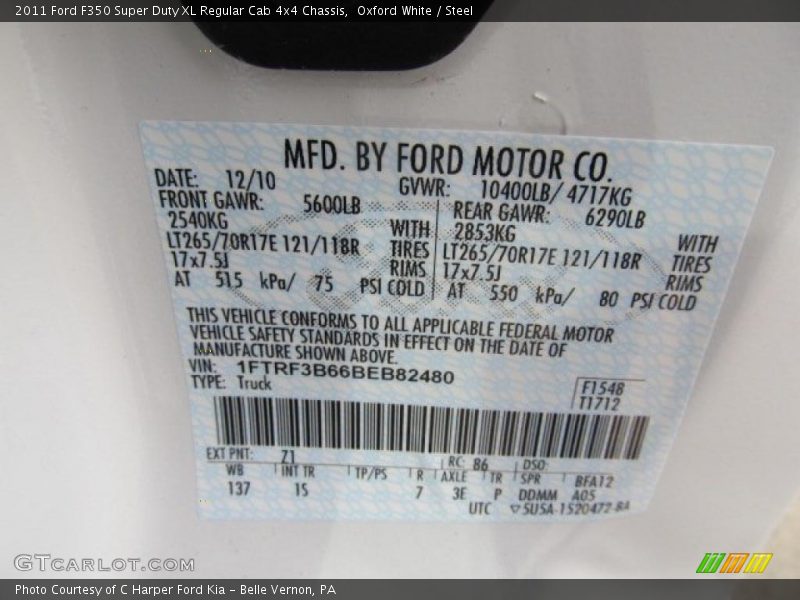 2011 Ford F350 Super Duty XL Regular Cab 4x4 Chassis,  Oxford White / Steel
MFD. BY FORD MOTOR CO.
DATE: 12/10 GVWR: 10400LB/ 4717KG
FRONT GAWR: 5600LB REAR GAWR: 6290LB
2540KG WITH 2853KG WITH
LT265/70R17E 121/118R TIRES LT265/70R17E 121/118R TIRES
17x7.5J RIMS 17x7.5J RIMS
AT 515 kPa/ 75 PSI COLD AT 550 kPa/ 80 PSI COLD
THIS VEHICLE CONFORMS TO ALL APPLICABLE FEDERAL MOTOR
VEHICLE SAFETY STANDARDS IN EFFECT ON THE DATE OF
MANUFACTURE SHOWN ABOVE.
VIN: 1FTRF3B66BEB82480
TYPE: Truck
F1548
T1712
EXT PNT: Z1 RC: 86 DSO:
WB INT TR TP/PS R AXLE TR SPR BFA12
137 1S 7 3E P DDMM A05
UTC ▽5U5A-1520472-BA
GTCARLOT.COM
Photo Courtesy of C Harper Ford Kia – Belle Vernon, PA